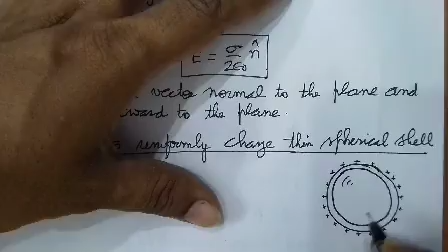 E = σ/2ε₀ n̂
vector normal to the plane and
ward to the plane.
uniformly charge thin spherical shell